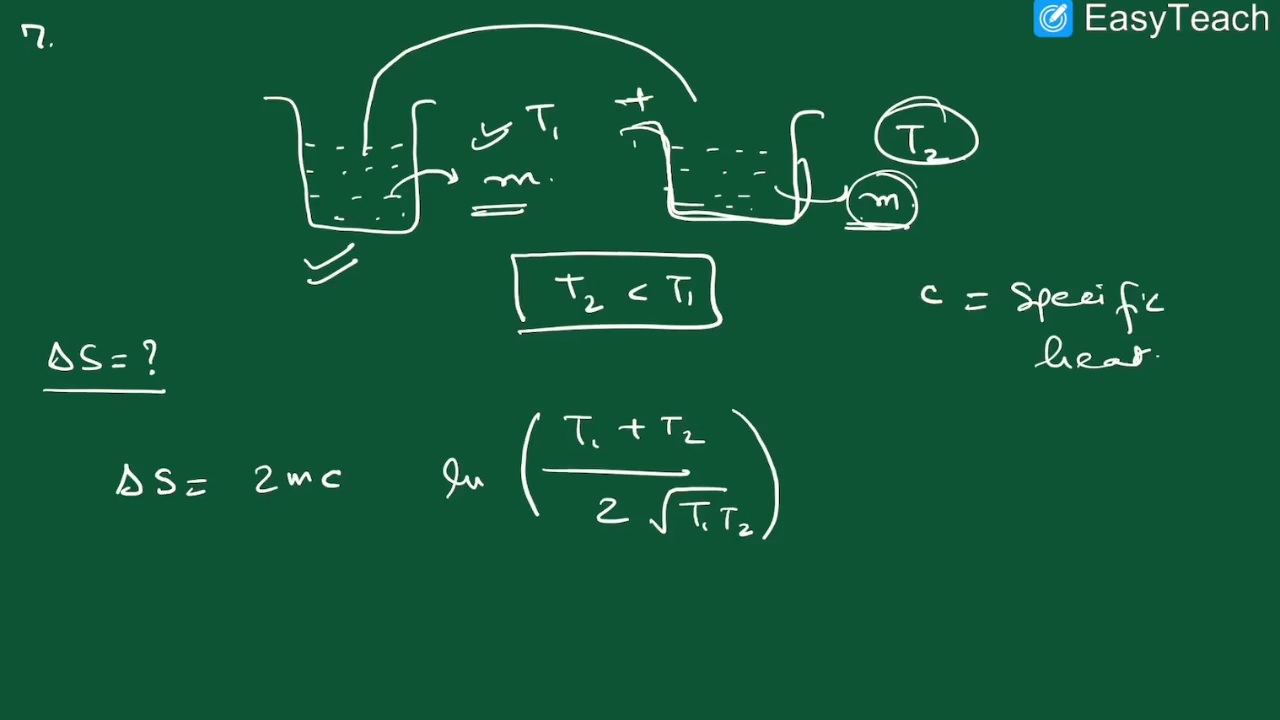 EasyTeach
7.
T₁
m.
T₂
m
T₂ < T₁
c = Specific
heat.
ΔS = ?
ΔS = 2mc ln ( (T₁ + T₂) / (2 √(T₁T₂)) )